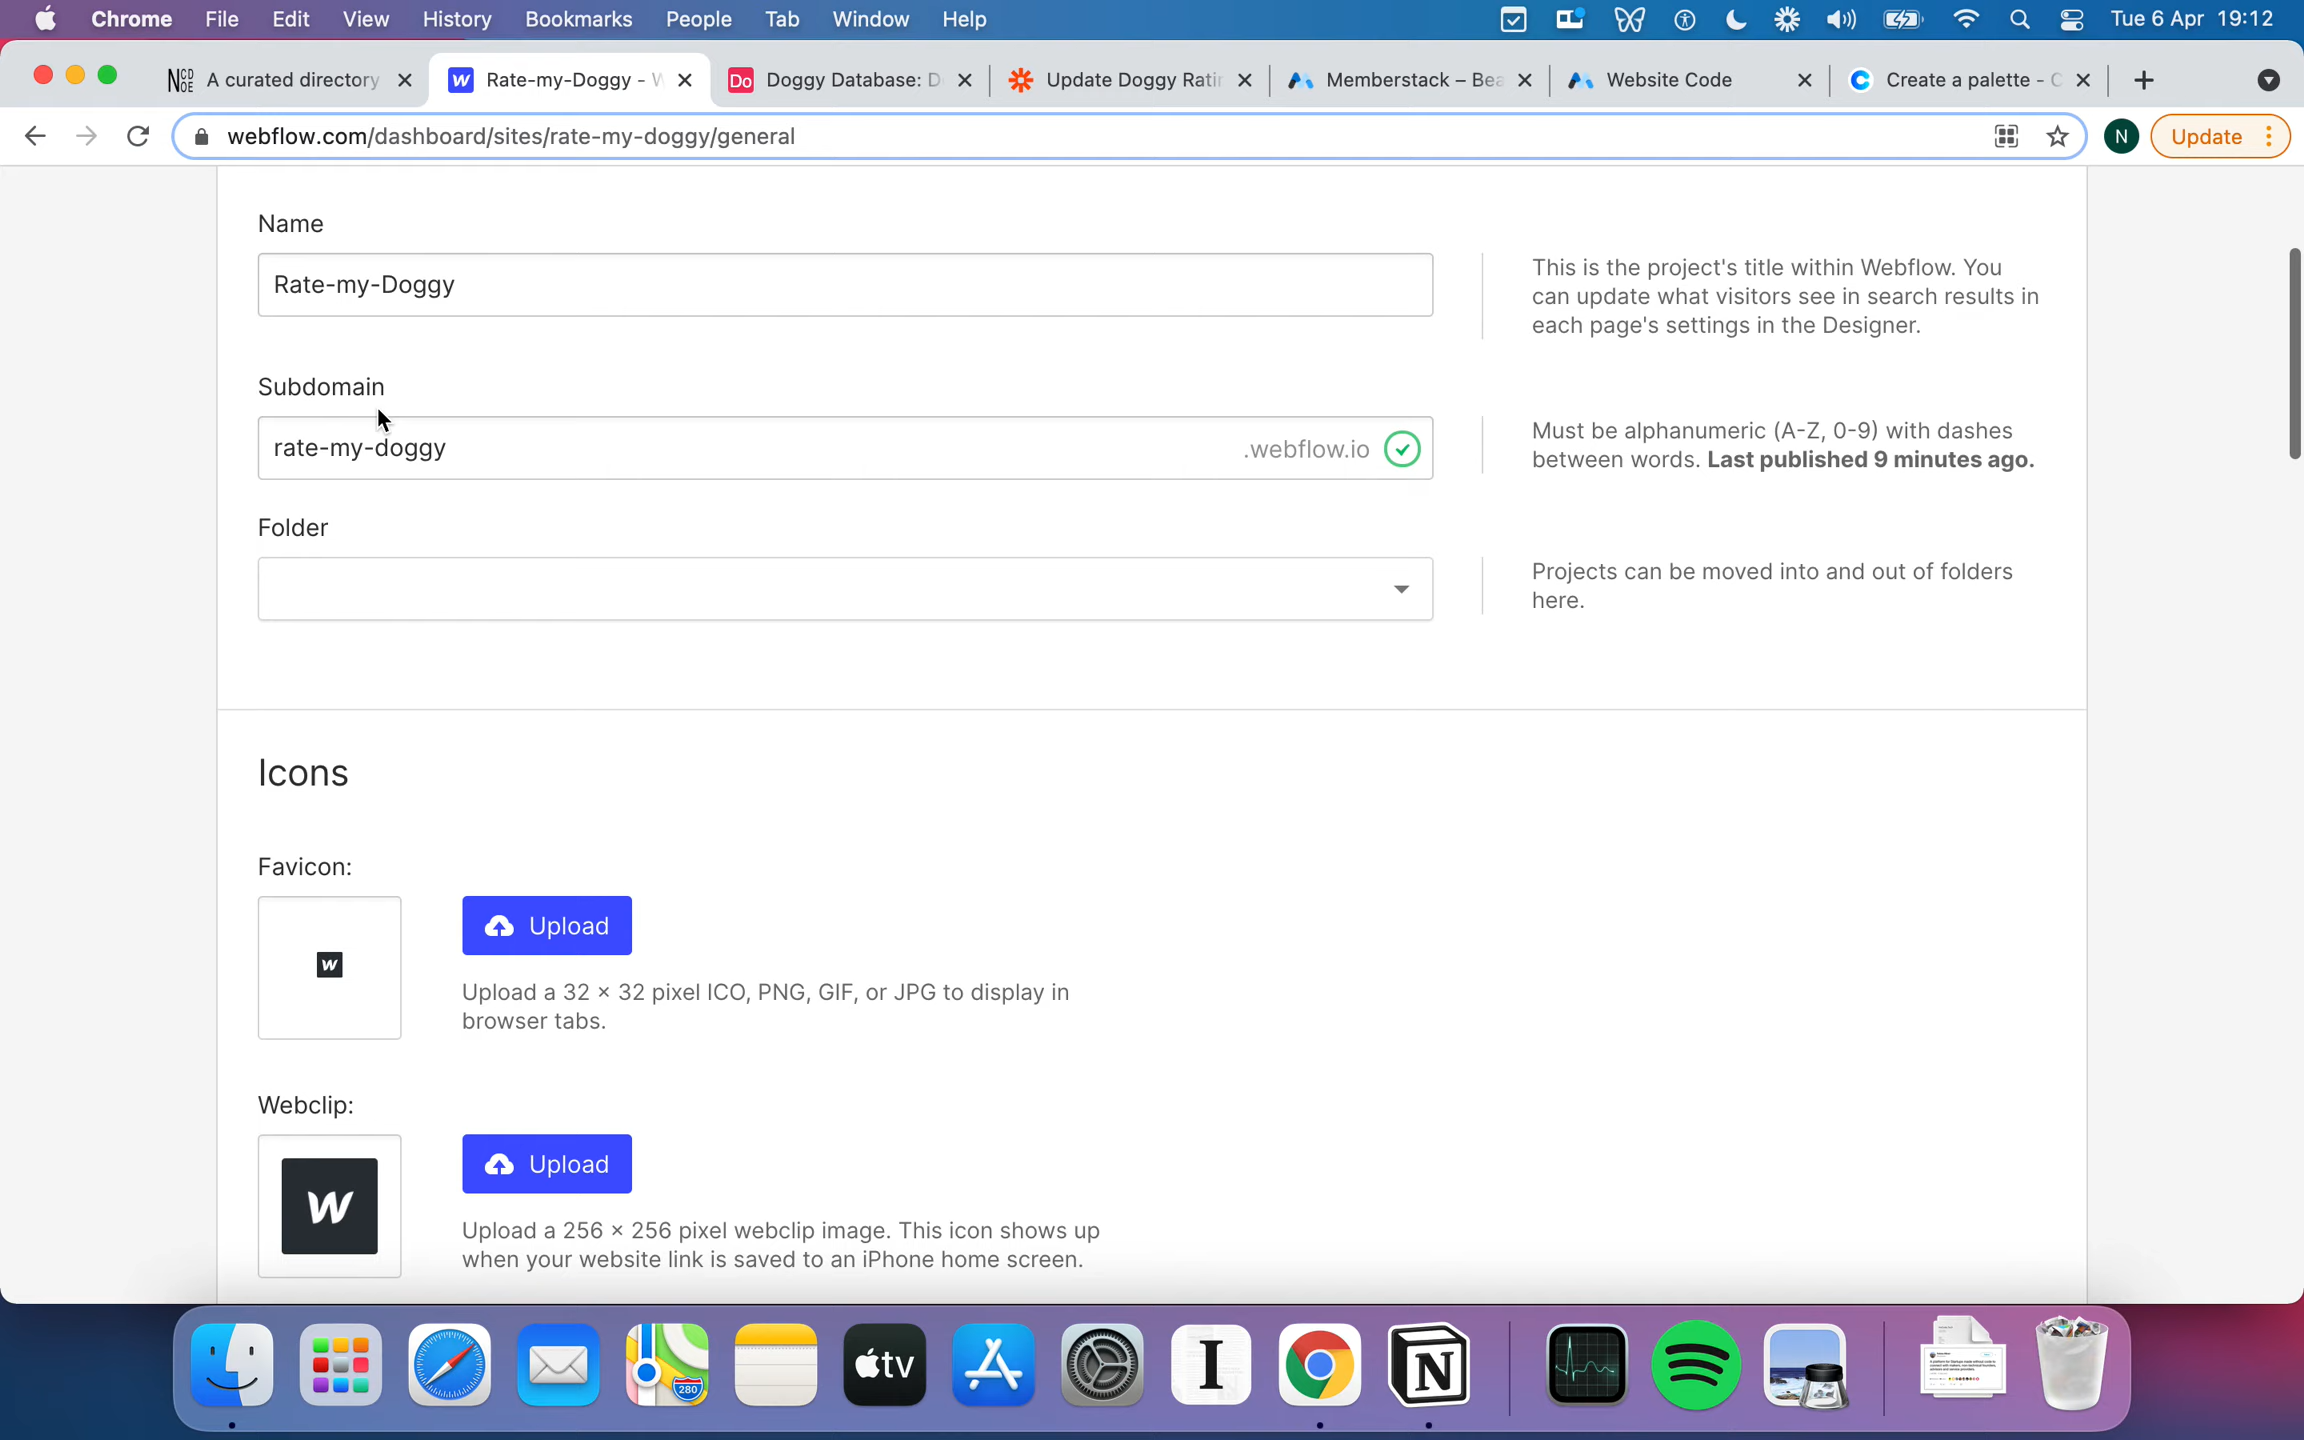 Chrome File Edit View History Bookmarks People Tab Window Help Tue 6 Apr 19:12
A curated directory Rate-my-Doggy - Do Doggy Database: Update Doggy Memberstack – Website Code Create a palette -
webflow.com/dashboard/sites/rate-my-doggy/general N Update
Name
Rate-my-Doggy
This is the project's title within Webflow. You
can update what visitors see in search results in
each page's settings in the Designer.
Subdomain
rate-my-doggy .webflow.io
Must be alphanumeric (A-Z, 0-9) with dashes
between words. Last published 9 minutes ago.
Folder
Projects can be moved into and out of folders
here.
Icons
Favicon:
Upload
Upload a 32 × 32 pixel ICO, PNG, GIF, or JPG to display in
browser tabs.
Webclip:
Upload
Upload a 256 × 256 pixel webclip image. This icon shows up
when your website link is saved to an iPhone home screen.
280 tv I N